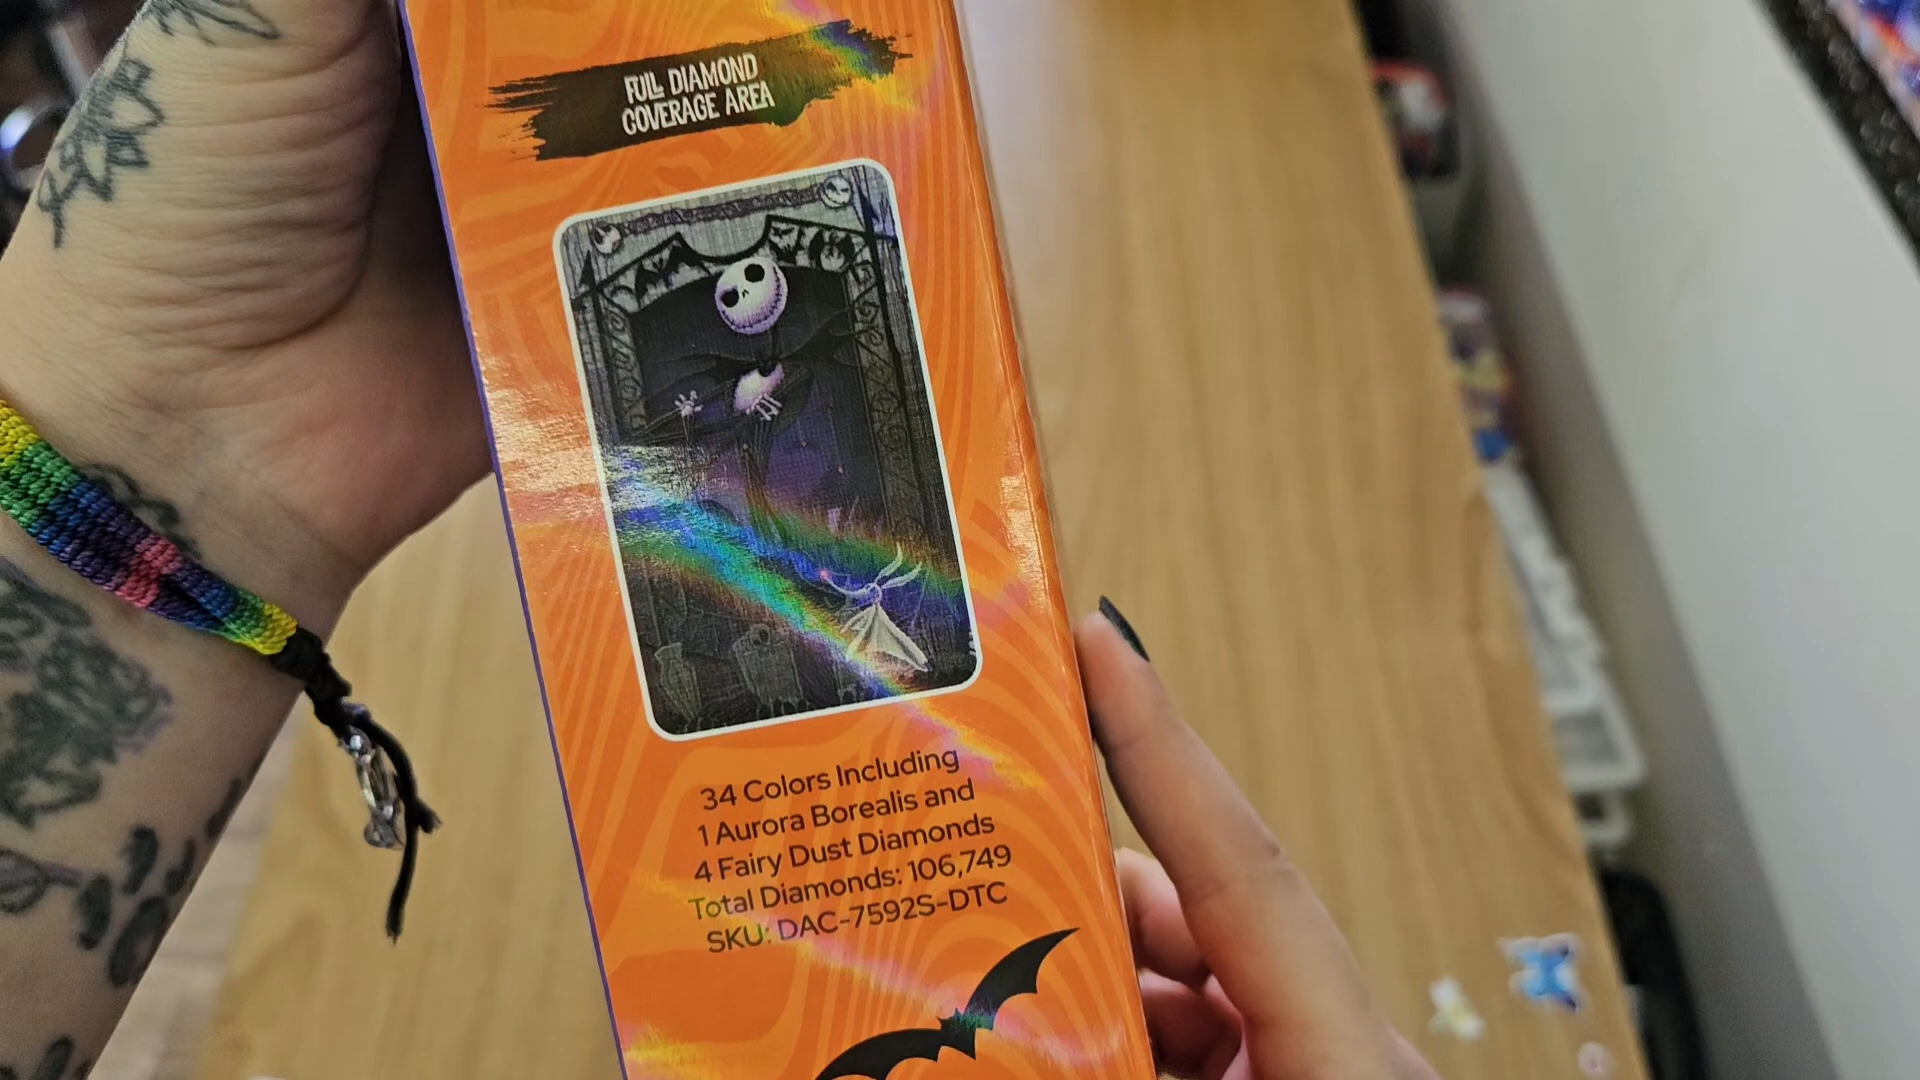 FULL DIAMOND
COVERAGE AREA
34 Colors Including
1 Aurora Borealis and
4 Fairy Dust Diamonds
Total Diamonds: 106,749
SKU: DAC-7592S-DTC